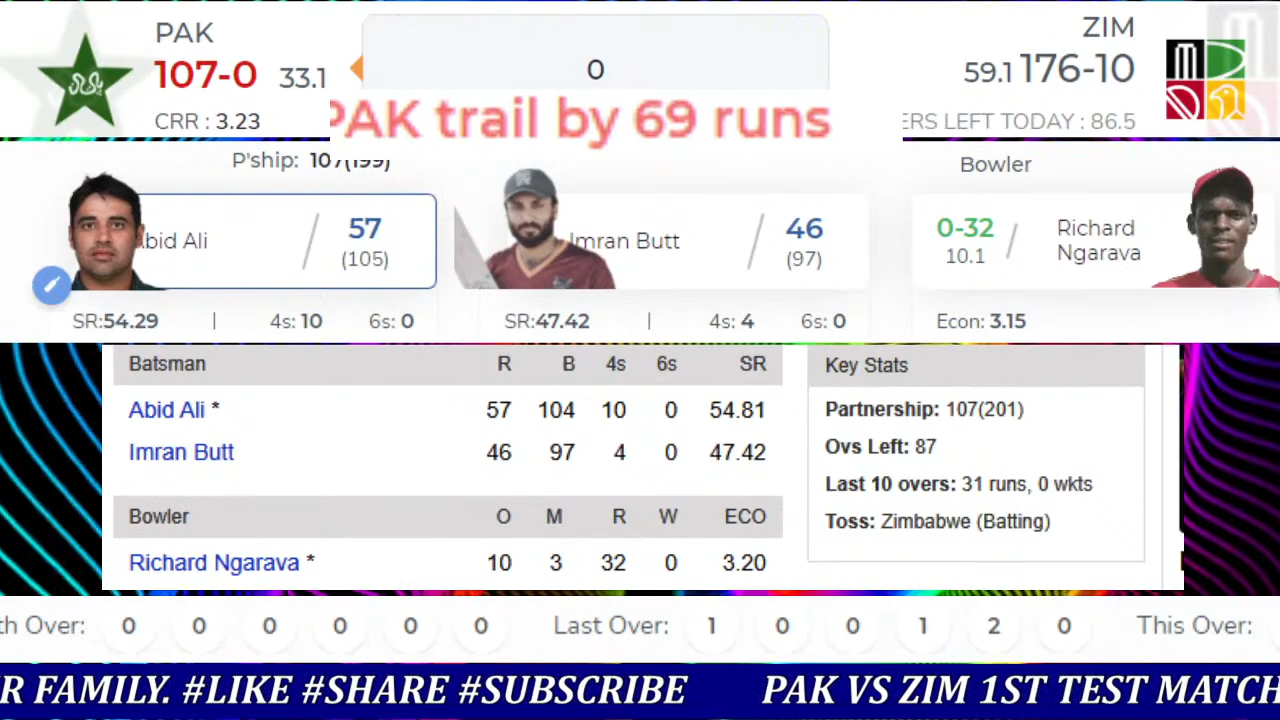 PAK
107-0 33.1
CRR : 3.23
0
PAK trail by 69 runs
ZIM
59.1 176-10
ERS LEFT TODAY : 86.5
P'ship: 107(199)
Abid Ali
57
(105)
SR:54.29 | 4s: 10 6s: 0
Imran Butt
46
(97)
SR:47.42 | 4s: 4 6s: 0
Bowler
0-32
10.1
Richard
Ngarava
Econ: 3.15
Batsman R B 4s 6s SR
Abid Ali * 57 104 10 0 54.81
Imran Butt 46 97 4 0 47.42
Bowler O M R W ECO
Richard Ngarava * 10 3 32 0 3.20
Key Stats
Partnership: 107(201)
Ovs Left: 87
Last 10 overs: 31 runs, 0 wkts
Toss: Zimbabwe (Batting)
th Over: 0 0 0 0 0 0 Last Over: 1 0 0 1 2 0 This Over:
R FAMILY. #LIKE #SHARE #SUBSCRIBE PAK VS ZIM 1ST TEST MATCH